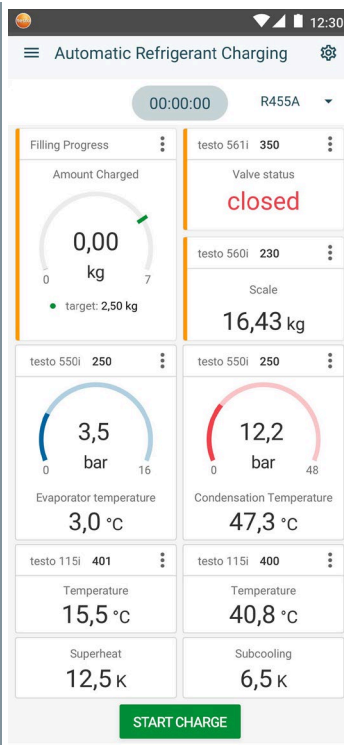 12:30
Automatic Refrigerant Charging
00:00:00 R455A
Filling Progress
Amount Charged
0,00
kg
0 7
target: 2,50 kg
testo 561i 350
Valve status
closed
testo 560i 230
Scale
16,43 kg
testo 550i 250
3,5
bar
0 16
Evaporator temperature
3,0 °C
testo 550i 250
12,2
bar
0 48
Condensation Temperature
47,3 °C
testo 115i 401
Temperature
15,5 °C
testo 115i 400
Temperature
40,8 °C
Superheat
12,5 K
Subcooling
6,5 K
START CHARGE